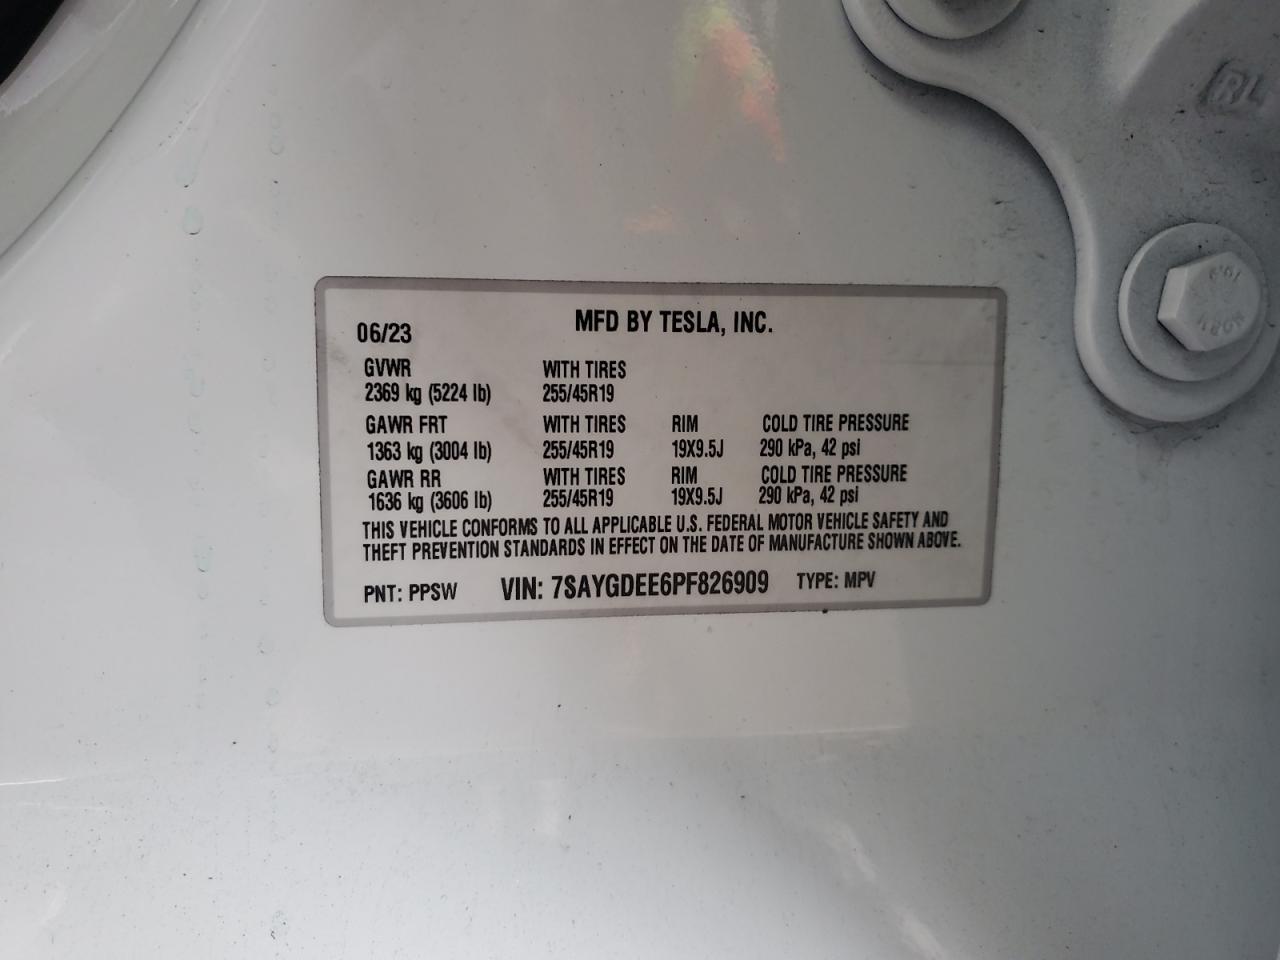 RL
10.9
MFD BY TESLA, INC.
06/23
GVWR WITH TIRES
2369 kg (5224 lb) 255/45R19
GAWR FRT WITH TIRES RIM COLD TIRE PRESSURE
1363 kg (3004 lb) 255/45R19 19X9.5J 290 kPa, 42 psi
GAWR RR WITH TIRES RIM COLD TIRE PRESSURE
1636 kg (3606 lb) 255/45R19 19X9.5J 290 kPa, 42 psi
THIS VEHICLE CONFORMS TO ALL APPLICABLE U.S. FEDERAL MOTOR VEHICLE SAFETY AND
THEFT PREVENTION STANDARDS IN EFFECT ON THE DATE OF MANUFACTURE SHOWN ABOVE.
PNT: PPSW VIN: 7SAYGDEE6PF826909 TYPE: MPV